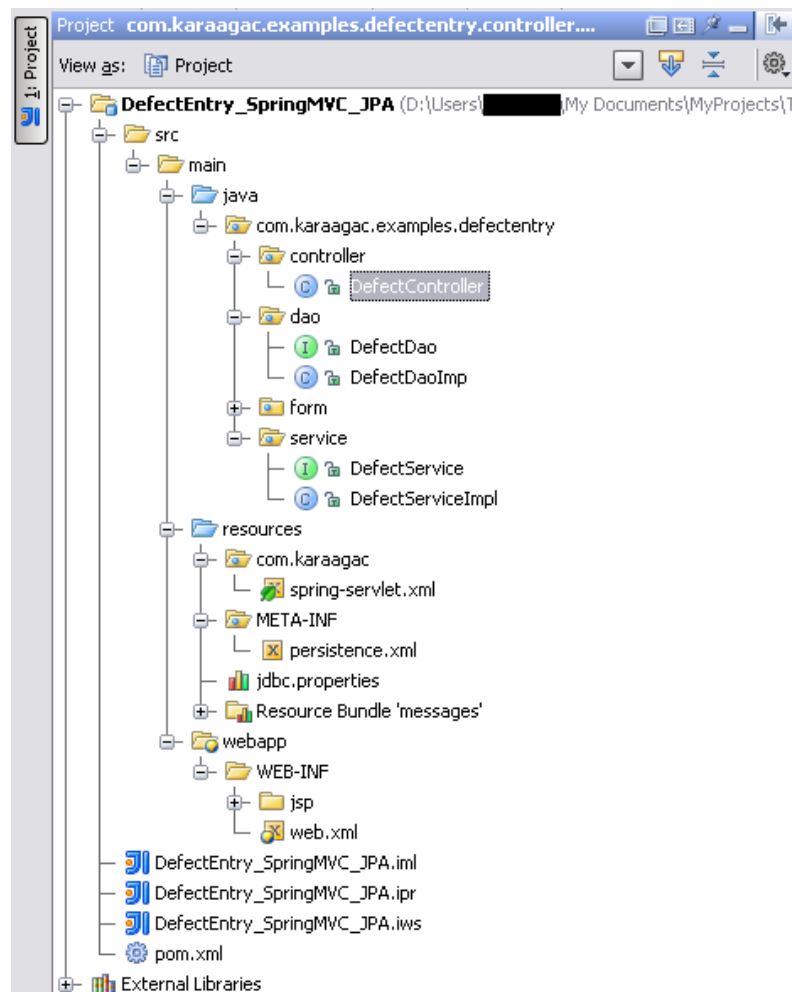 1: Project
Project com.karaagac.examples.defectentry.controller....
View as: Project
DefectEntry_SpringMVC_JPA (D:\Users\ \My Documents\MyProjects\T
src
main
java
com.karaagac.examples.defectentry
controller
DefectController
dao
DefectDao
DefectDaoImp
form
service
DefectService
DefectServiceImpl
resources
com.karaagac
spring-servlet.xml
META-INF
persistence.xml
jdbc.properties
Resource Bundle 'messages'
webapp
WEB-INF
jsp
web.xml
DefectEntry_SpringMVC_JPA.iml
DefectEntry_SpringMVC_JPA.ipr
DefectEntry_SpringMVC_JPA.iws
pom.xml
External Libraries